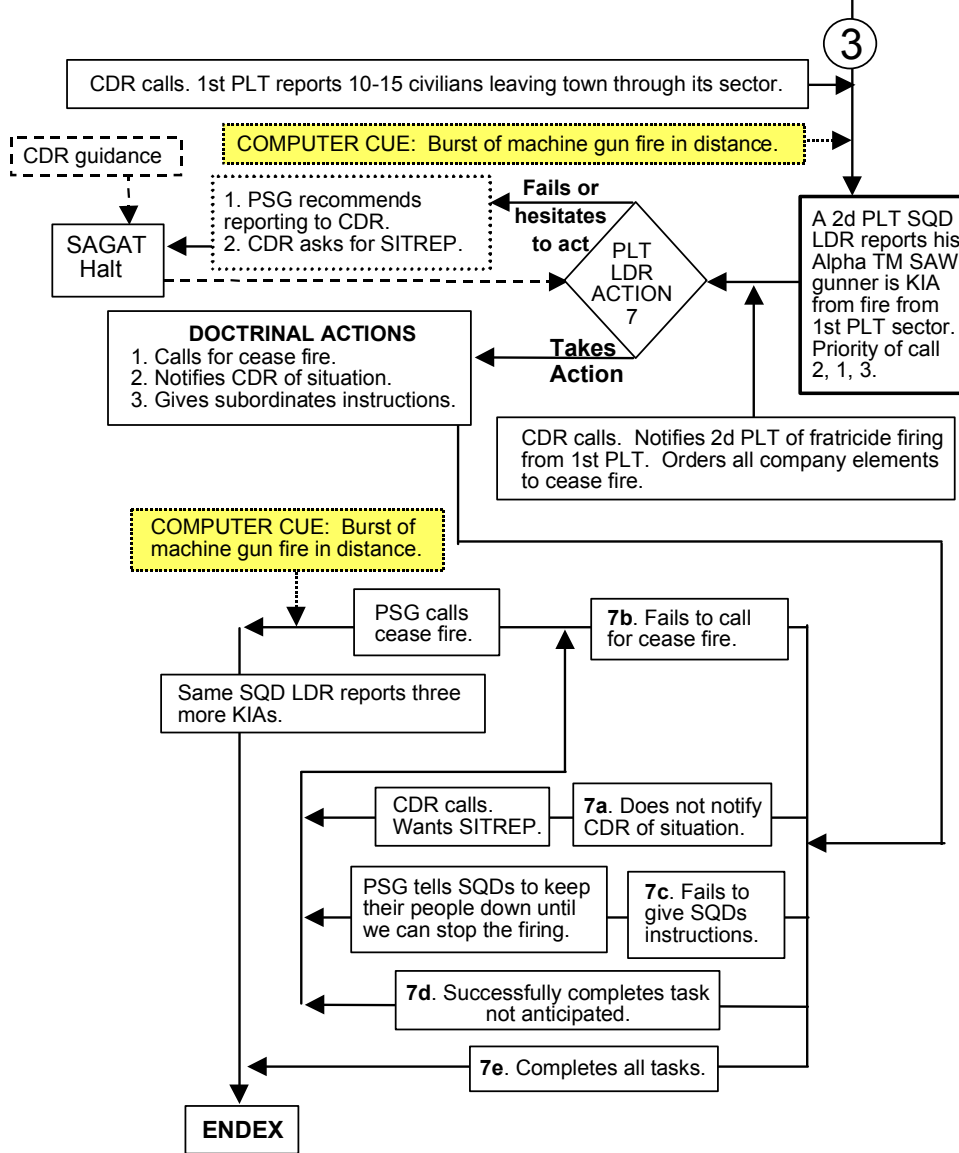 3
CDR calls. 1st PLT reports 10-15 civilians leaving town through its sector.
COMPUTER CUE: Burst of machine gun fire in distance.
CDR guidance
SAGAT
Halt
1. PSG recommends
reporting to CDR.
2. CDR asks for SITREP.
Fails or
hesitates
to act
PLT
LDR
ACTION
7
A 2d PLT SQD
LDR reports his
Alpha TM SAW
gunner is KIA
from fire from
1st PLT sector.
Priority of call
2, 1, 3.
DOCTRINAL ACTIONS
1. Calls for cease fire.
2. Notifies CDR of situation.
3. Gives subordinates instructions.
Takes
Action
CDR calls. Notifies 2d PLT of fratricide firing
from 1st PLT. Orders all company elements
to cease fire.
COMPUTER CUE: Burst of
machine gun fire in distance.
PSG calls
cease fire.
7b. Fails to call
for cease fire.
Same SQD LDR reports three
more KIAs.
CDR calls.
Wants SITREP.
7a. Does not notify
CDR of situation.
PSG tells SQDs to keep
their people down until
we can stop the firing.
7c. Fails to
give SQDs
instructions.
7d. Successfully completes task
not anticipated.
7e. Completes all tasks.
ENDEX